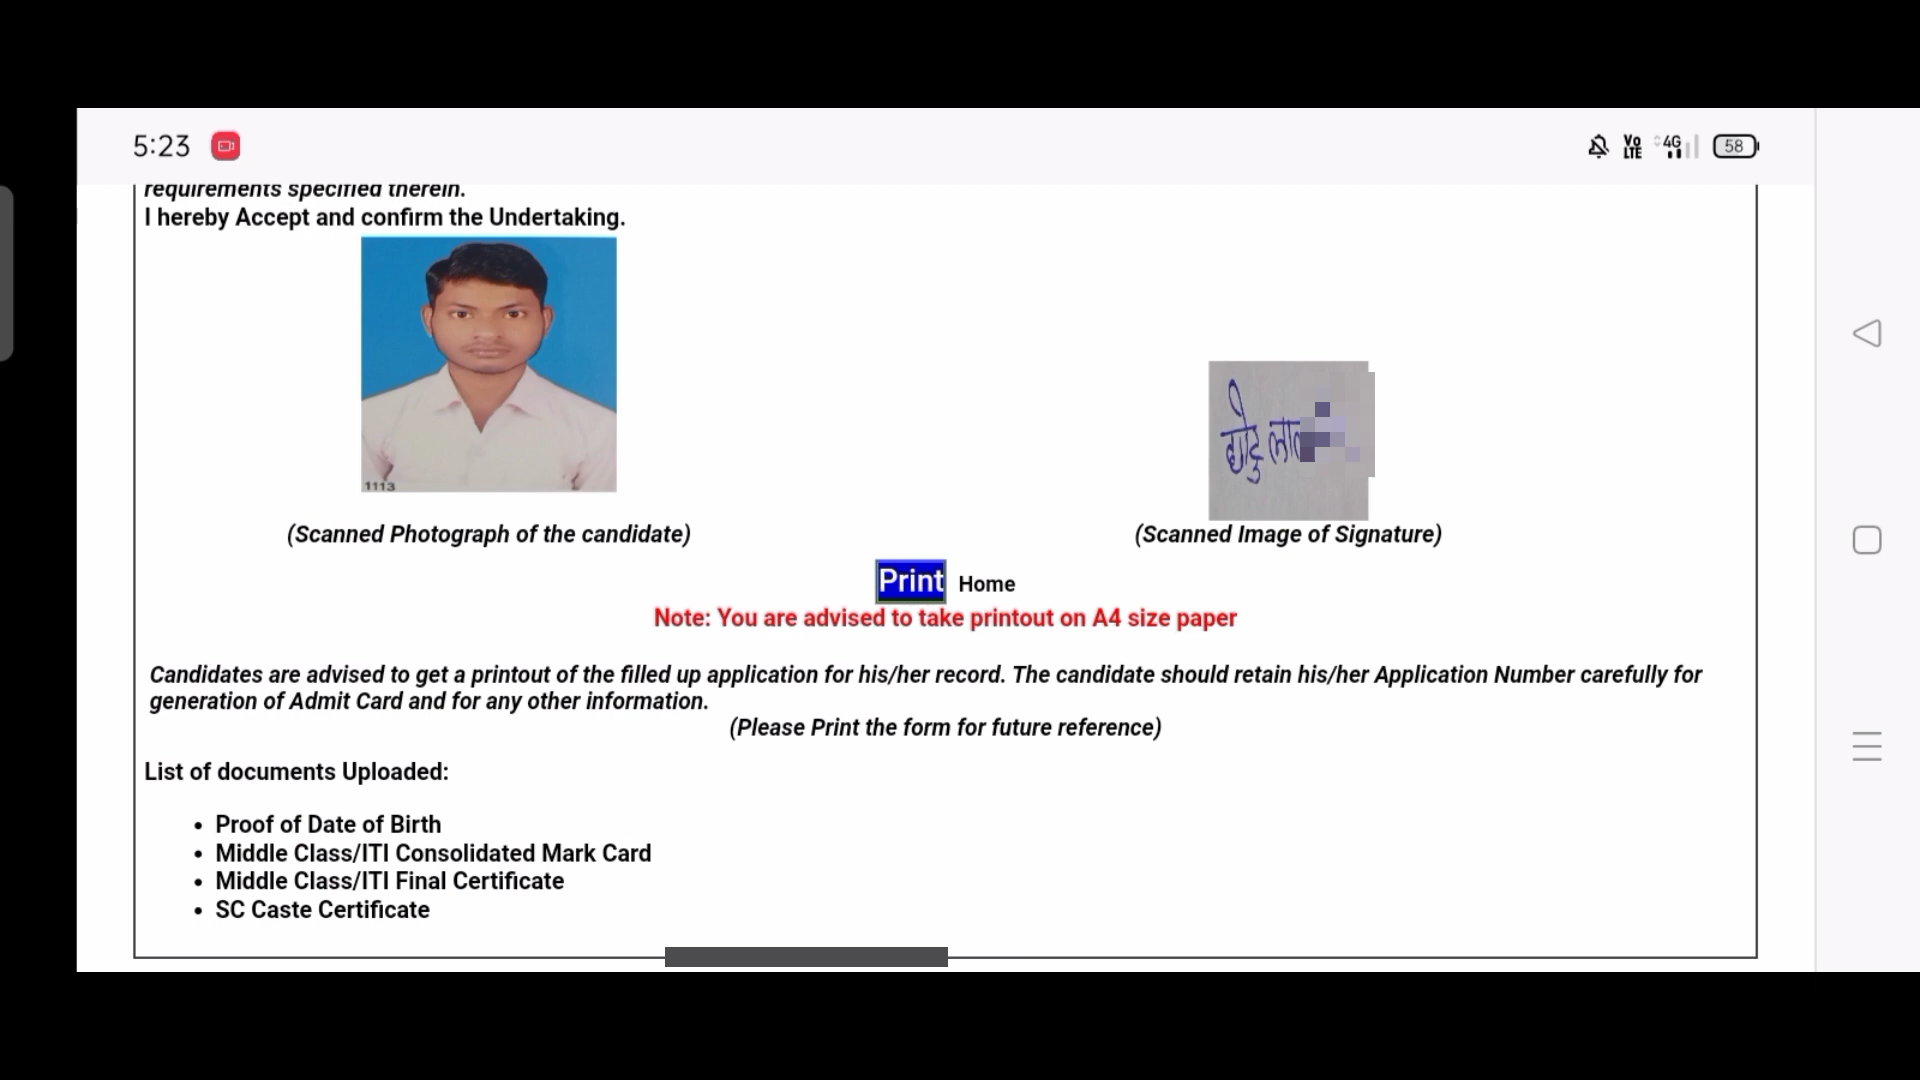 5:23
Vo LTE 4G 58
requirements specified therein.
I hereby Accept and confirm the Undertaking.
1113
(Scanned Photograph of the candidate)
(Scanned Image of Signature)
Print Home
Note: You are advised to take printout on A4 size paper
Candidates are advised to get a printout of the filled up application for his/her record. The candidate should retain his/her Application Number carefully for
generation of Admit Card and for any other information.
(Please Print the form for future reference)
List of documents Uploaded:
• Proof of Date of Birth
• Middle Class/ITI Consolidated Mark Card
• Middle Class/ITI Final Certificate
• SC Caste Certificate